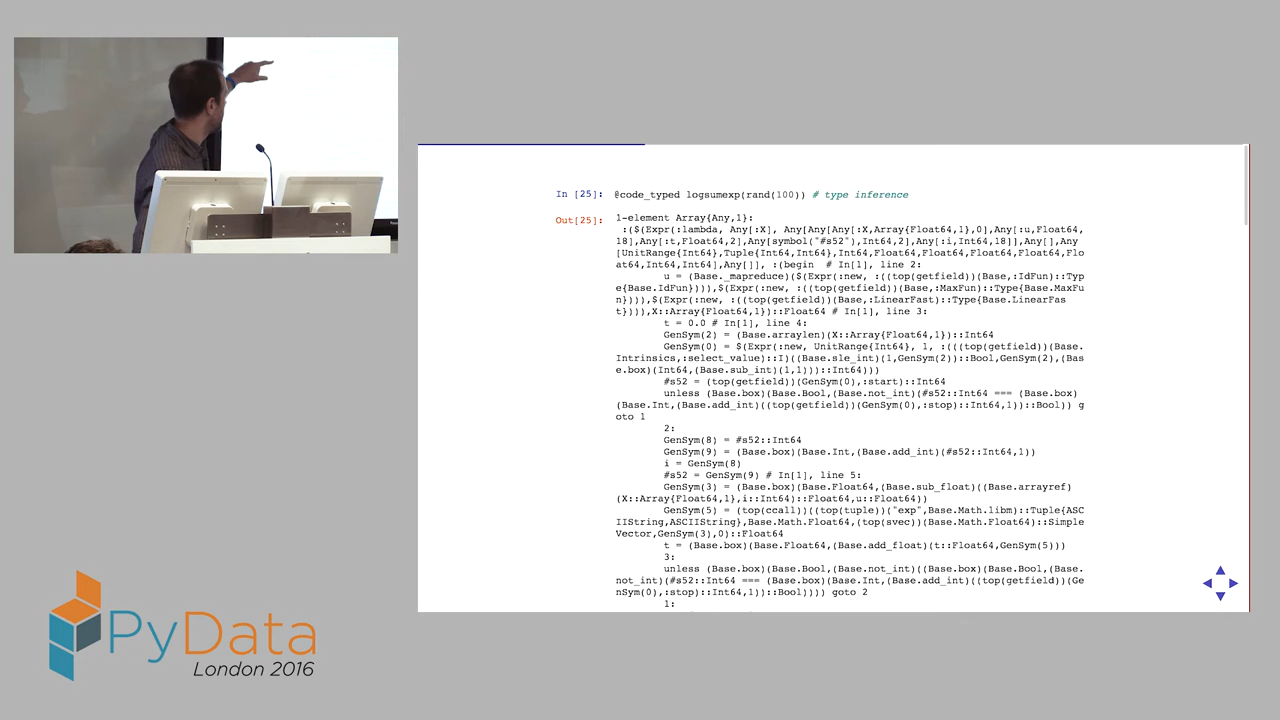 In [25]: @code_typed logsumexp(rand(100)) # type inference
Out[25]: 1-element Array{Any,1}:
:($(Expr(:lambda, Any[:X], Any[Any[Any[:X,Array{Float64,1},0],Any[:u,Float64,
18],Any[:t,Float64,2],Any[symbol("#s52"),Int64,2],Any[:i,Int64,18]],Any[],Any
[UnitRange{Int64},Tuple{Int64,Int64},Int64,Float64,Float64,Float64,Float64,Flo
at64,Int64,Int64],Any[]], :(begin # In[1], line 2:
u = (Base._mapreduce)($(Expr(:new, :((top(getfield))(Base,:IdFun)::Typ
e{Base.IdFun}))),$(Expr(:new, :((top(getfield))(Base,:MaxFun)::Type{Base.MaxFu
n}))),$(Expr(:new, :((top(getfield))(Base,:LinearFast)::Type{Base.LinearFas
t}))),X::Array{Float64,1})::Float64 # In[1], line 3:
t = 0.0 # In[1], line 4:
GenSym(2) = (Base.arraylen)(X::Array{Float64,1})::Int64
GenSym(0) = $(Expr(:new, UnitRange{Int64}, 1, :(((top(getfield))(Base.
Intrinsics,:select_value)::I)((Base.sle_int)(1,GenSym(2))::Bool,GenSym(2),(Bas
e.box)(Int64,(Base.sub_int)(1,1)))::Int64)))
#s52 = (top(getfield))(GenSym(0),:start)::Int64
unless (Base.box)(Base.Bool,(Base.not_int)(#s52::Int64 === (Base.box)
(Base.Int,(Base.add_int)((top(getfield))(GenSym(0),:stop)::Int64,1))::Bool)) g
oto 1
2:
GenSym(8) = #s52::Int64
GenSym(9) = (Base.box)(Base.Int,(Base.add_int)(#s52::Int64,1))
i = GenSym(8)
#s52 = GenSym(9) # In[1], line 5:
GenSym(3) = (Base.box)(Base.Float64,(Base.sub_float)((Base.arrayref)
(X::Array{Float64,1},i::Int64)::Float64,u::Float64))
GenSym(5) = (top(ccall))((top(tuple))("exp",Base.Math.libm)::Tuple{ASC
IIString,ASCIIString},Base.Math.Float64,(top(svec))(Base.Math.Float64)::Simple
Vector,GenSym(3),0)::Float64
t = (Base.box)(Base.Float64,(Base.add_float)(t::Float64,GenSym(5)))
3:
unless (Base.box)(Base.Bool,(Base.not_int)((Base.box)(Base.Bool,(Base.
not_int)(#s52::Int64 === (Base.box)(Base.Int,(Base.add_int)((top(getfield))(Ge
nSym(0),:stop)::Int64,1))::Bool)))) goto 2
1:
PyData
London 2016